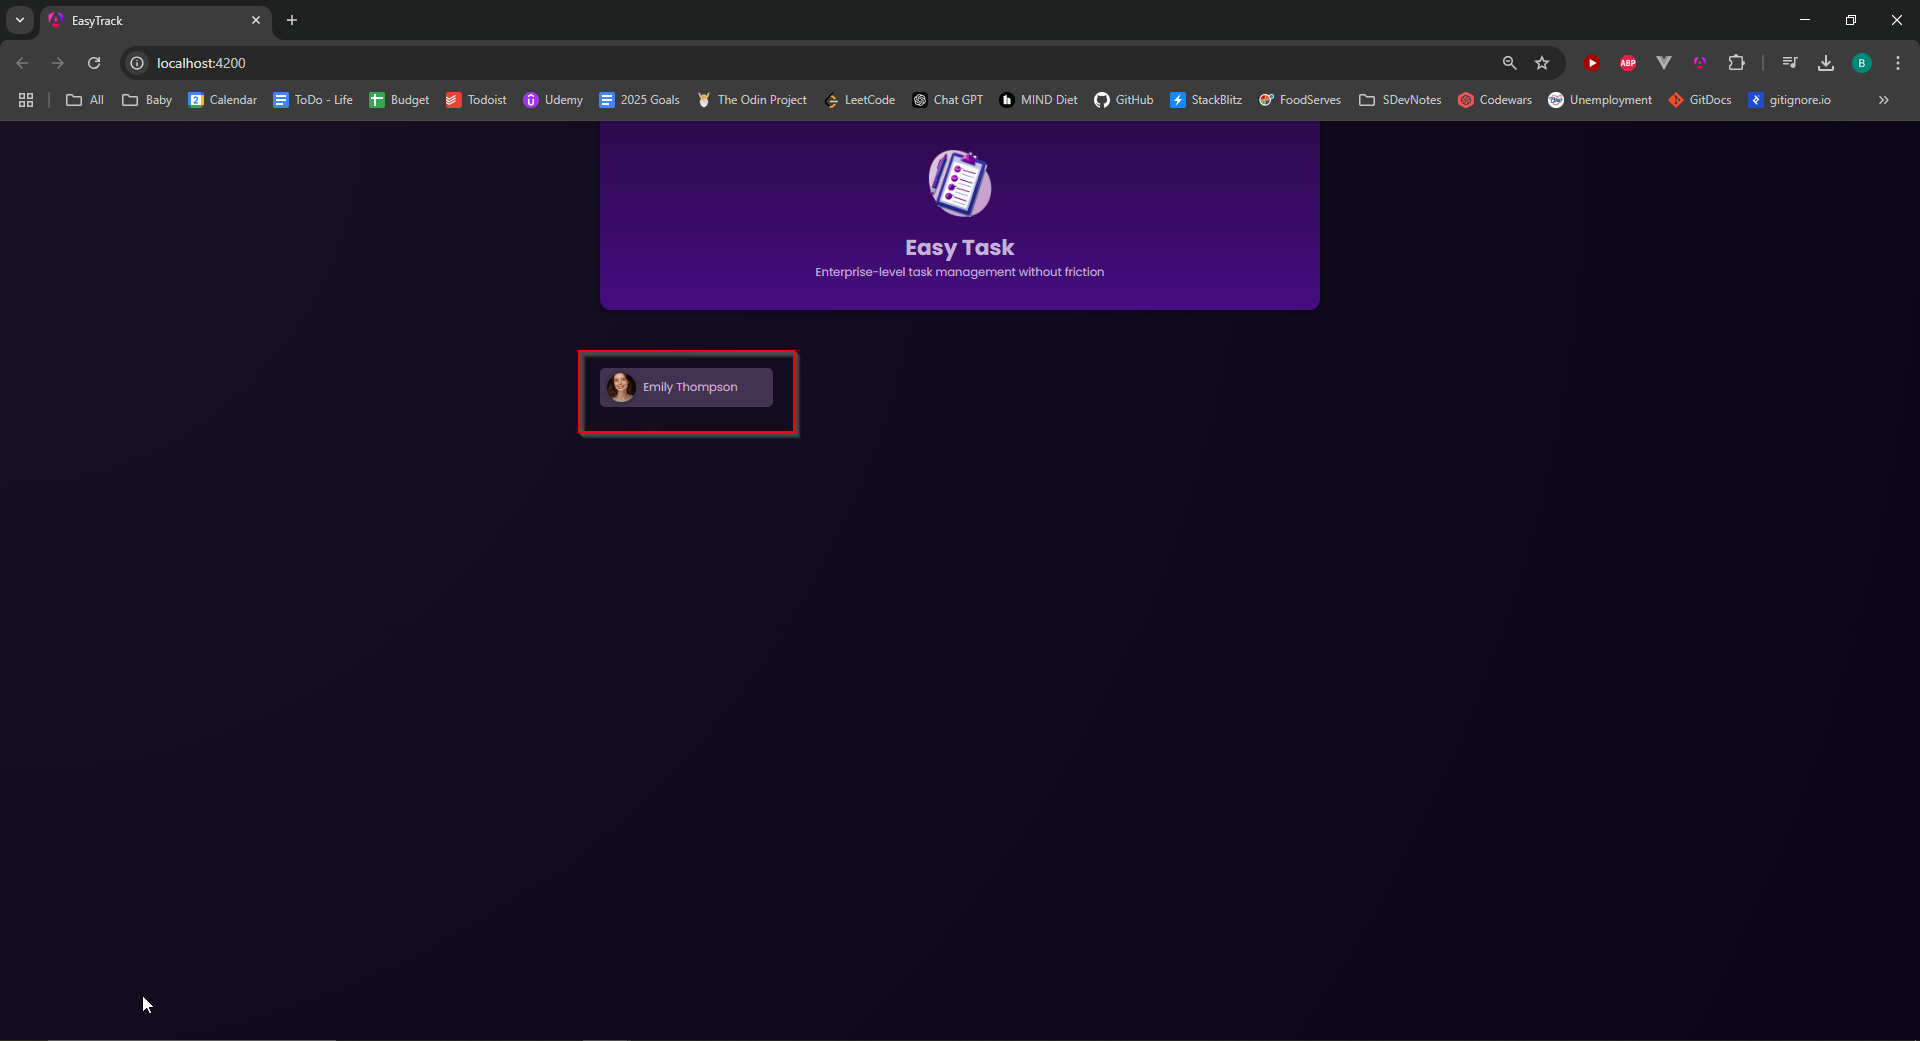 EasyTrack
localhost:4200
All Baby Calendar ToDo - Life Budget Todoist Udemy 2025 Goals The Odin Project LeetCode Chat GPT MIND Diet GitHub StackBlitz FoodServes SDevNotes Codewars Unemployment GitDocs gitignore.io
Easy Task
Enterprise-level task management without friction
Emily Thompson
ABP
B
2